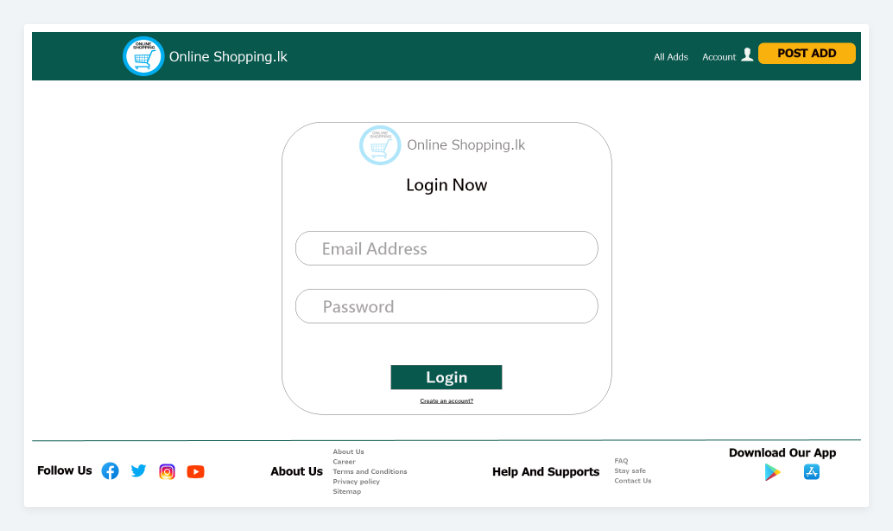 ONLINE
SHOPPING
Online Shopping.lk
All Adds
Account
POST ADD
ONLINE
SHOPPING
Online Shopping.lk
Login Now
Email Address
Password
Login
Create an account?
Follow Us
About Us
About Us
Career
Terms and Conditions
Privacy policy
Sitemap
Help And Supports
FAQ
Stay safe
Contact Us
Download Our App